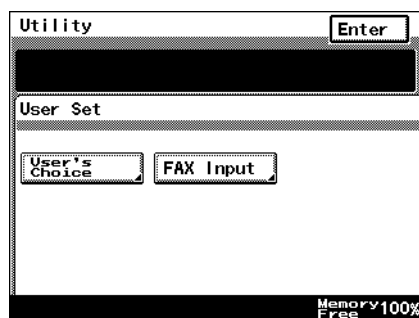 Utility
Enter
User Set
User's
Choice
FAX Input
Memory
Free 100%